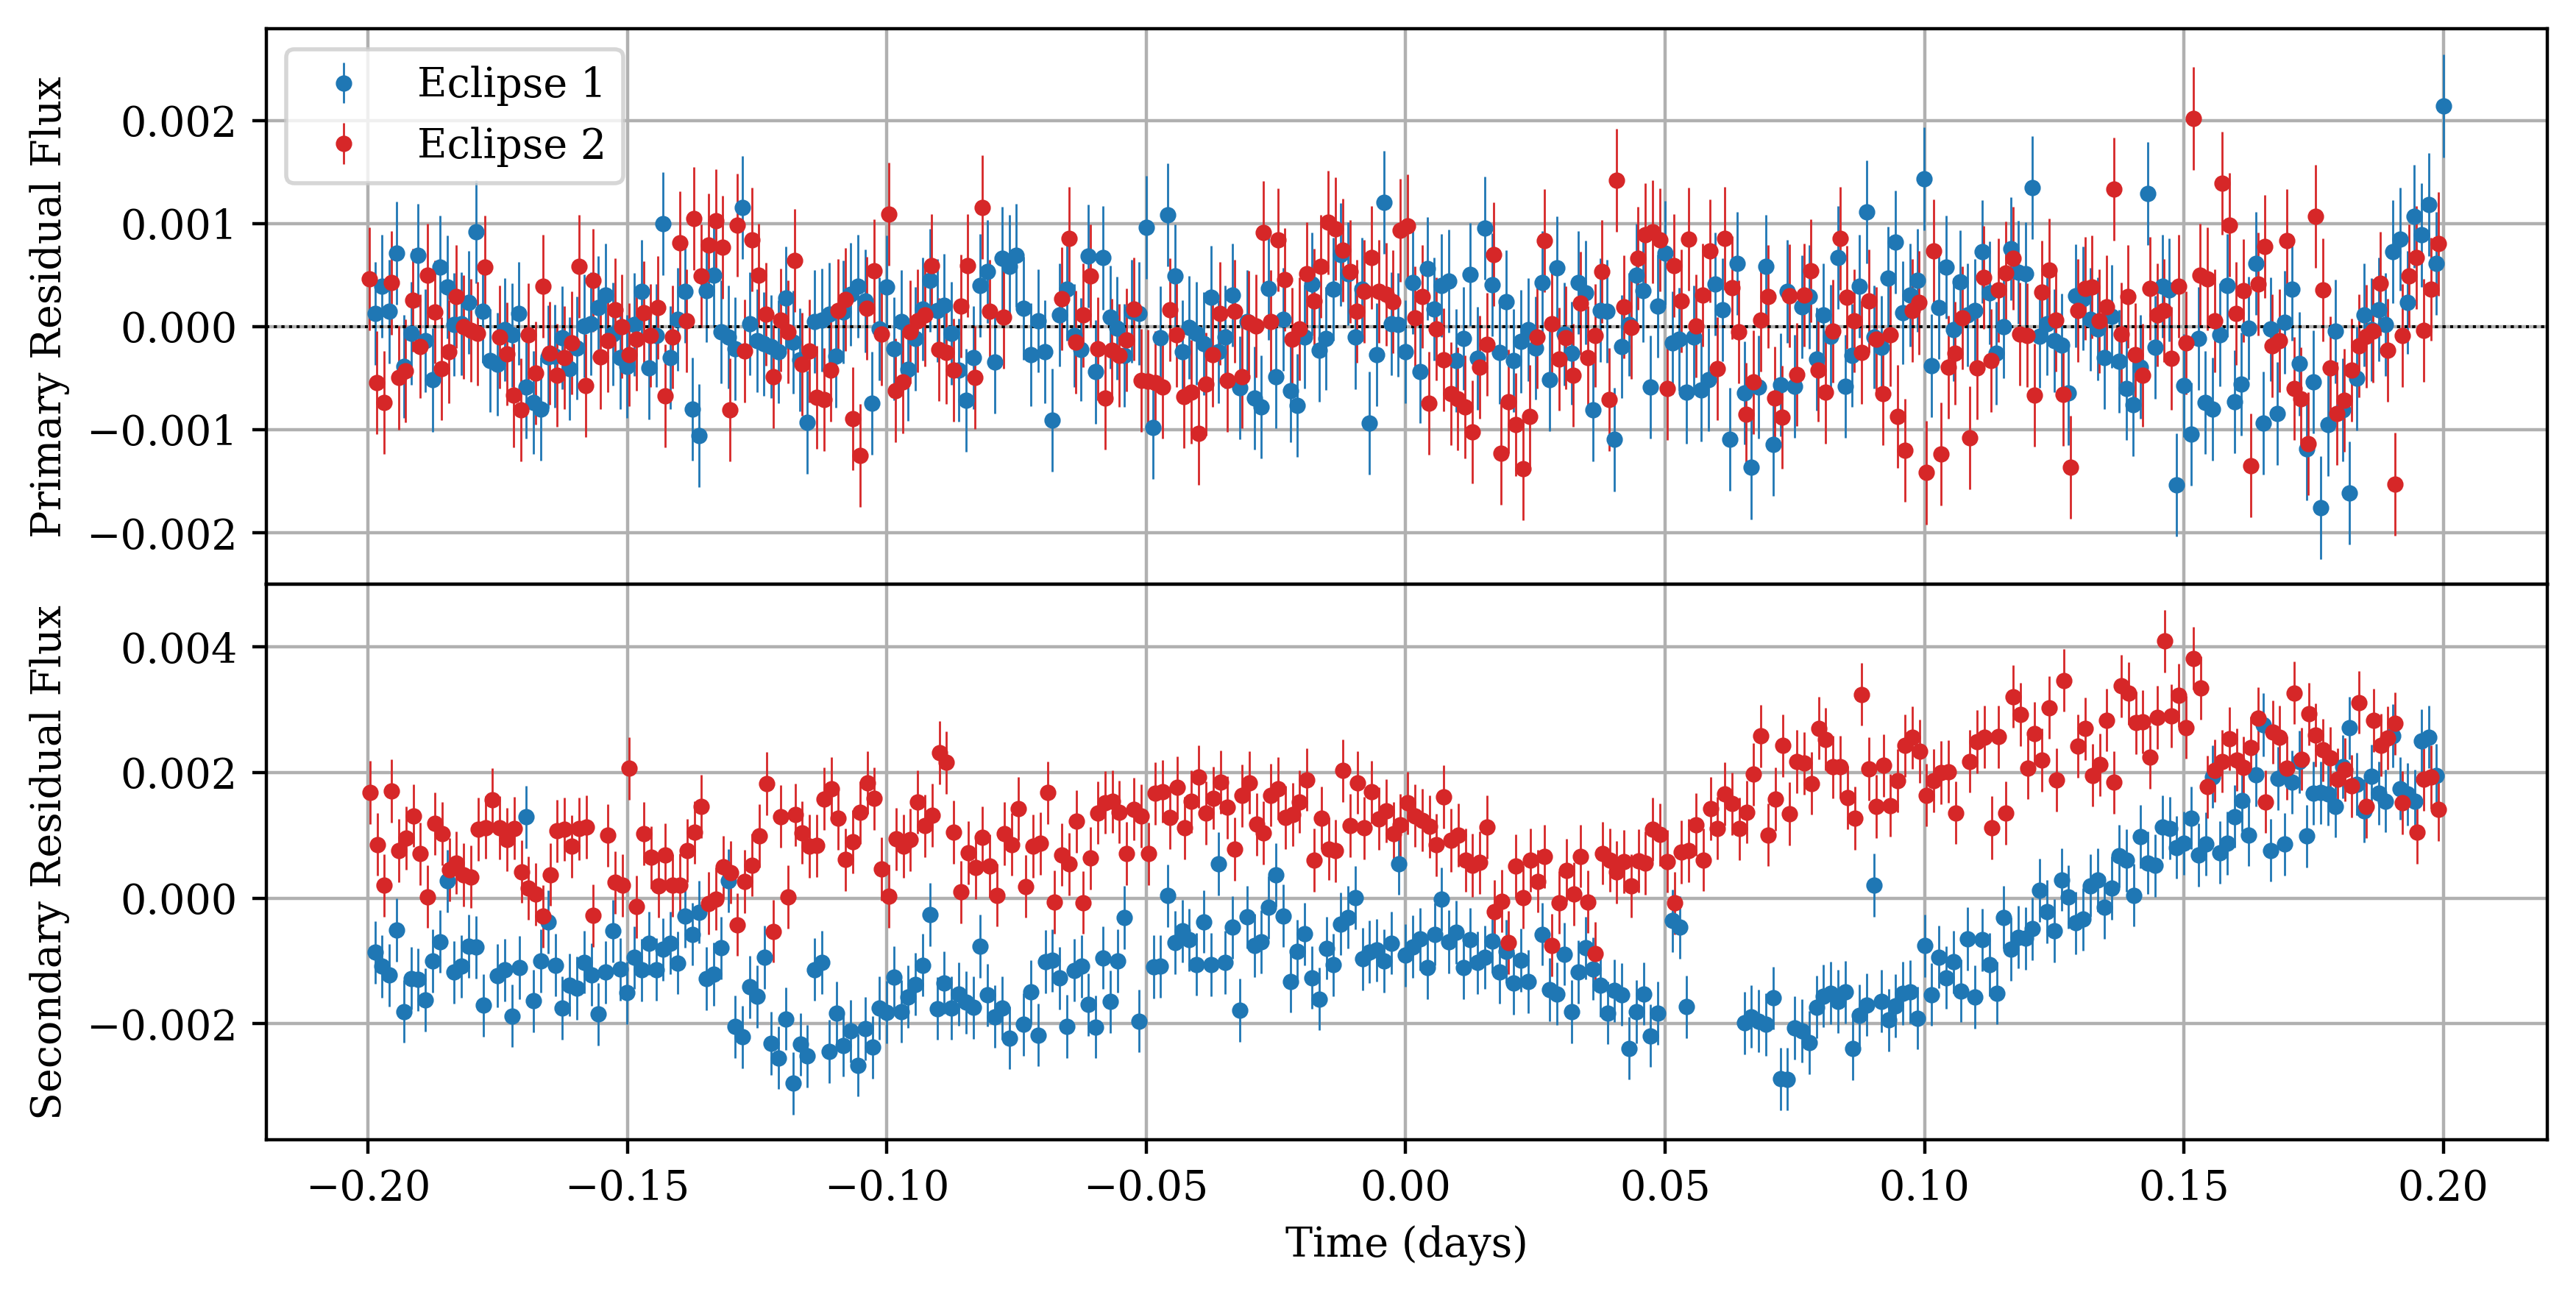 Primary Residual Flux
0.002
0.001
0.000
−0.001
−0.002
Eclipse 1
Eclipse 2
Secondary Residual Flux
0.004
0.002
0.000
−0.002
−0.20 −0.15 −0.10 −0.05 0.00 0.05 0.10 0.15 0.20
Time (days)